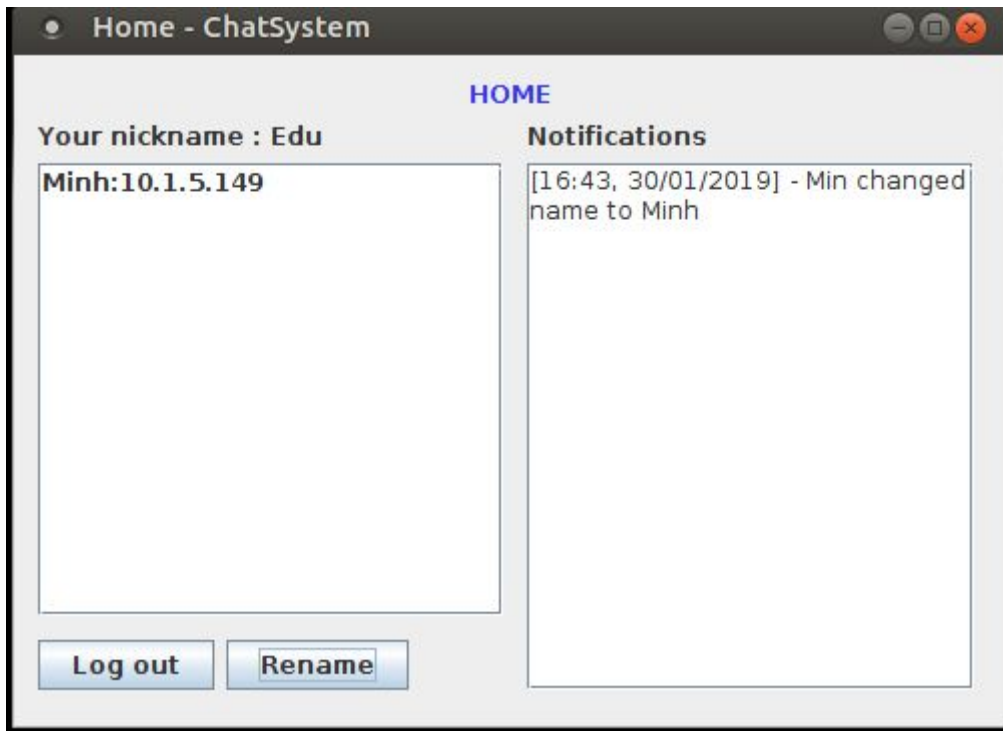 Home - ChatSystem
HOME
Your nickname : Edu
Minh:10.1.5.149
Log out
Rename
Notifications
[16:43, 30/01/2019] - Min changed
name to Minh